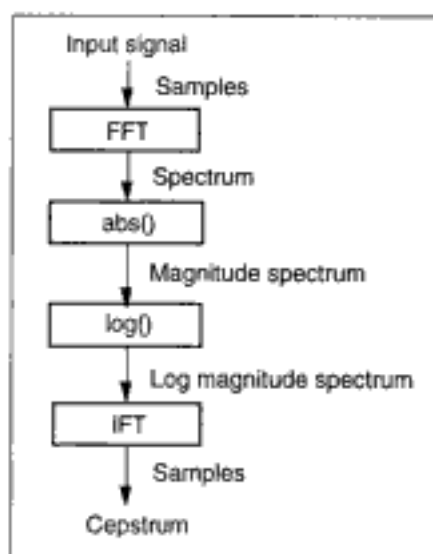 Input signal
Samples
FFT
Spectrum
abs()
Magnitude spectrum
log()
Log magnitude spectrum
IFT
Samples
Cepstrum